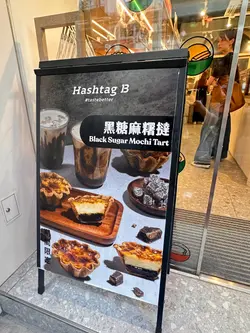 Hashtag B
#tastebetter
黑糖麻糬撻
Black Sugar Mochi Tart